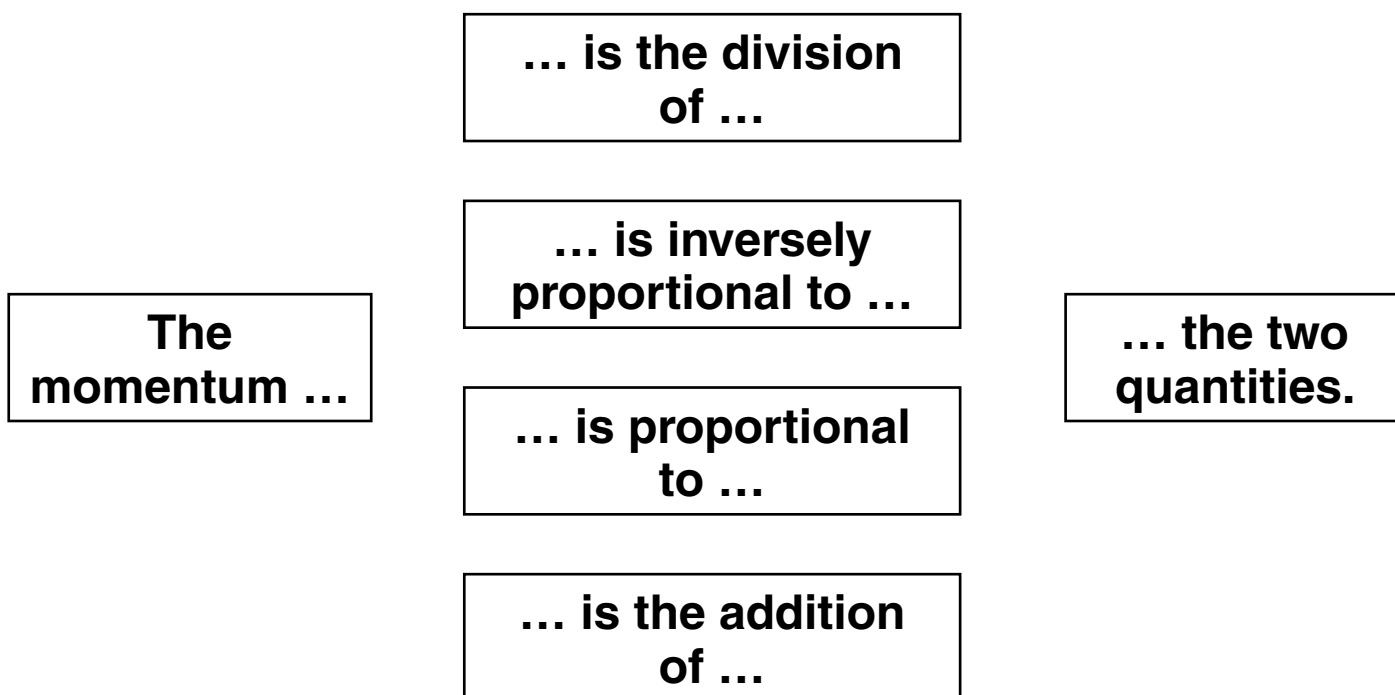 … is the division
of …
… is inversely
proportional to …
The
momentum …
… the two
quantities.
… is proportional
to …
… is the addition
of …